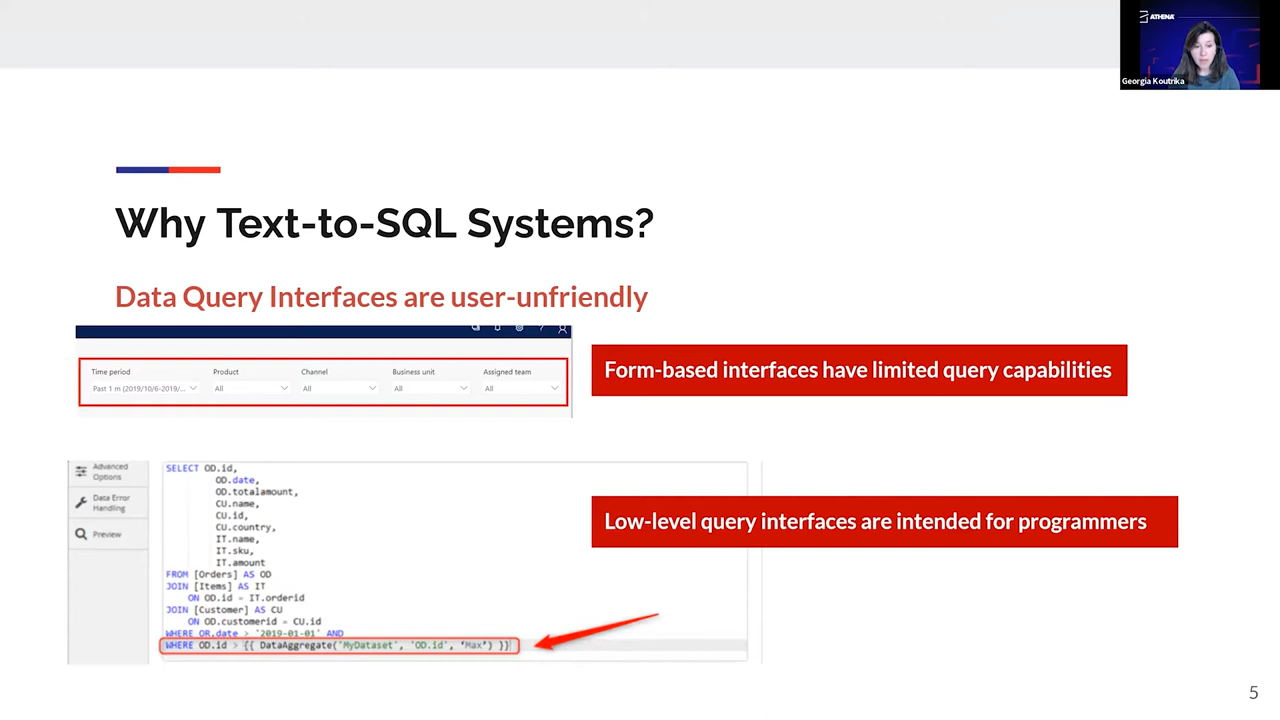 ATHENA
Georgia Koutrika
Why Text-to-SQL Systems?
Data Query Interfaces are user-unfriendly
Time period Product Channel Business unit Assigned team
Past 1 m (2019/10/6-2019/... All All All All
Form-based interfaces have limited query capabilities
Advanced
Options
Data Error
Handling
Preview
SELECT OD.id,
OD.date,
OD.totalamount,
CU.name,
CU.id,
CU.country,
IT.name,
IT.sku,
IT.amount
FROM [Orders] AS OD
JOIN [Items] AS IT
ON OD.id = IT.orderid
JOIN [Customer] AS CU
ON OD.customerid = CU.id
WHERE OR.date > '2019-01-01' AND
WHERE OD.id > {{ DataAggregate('MyDataset', 'OD.id', 'Max') }}
Low-level query interfaces are intended for programmers
5